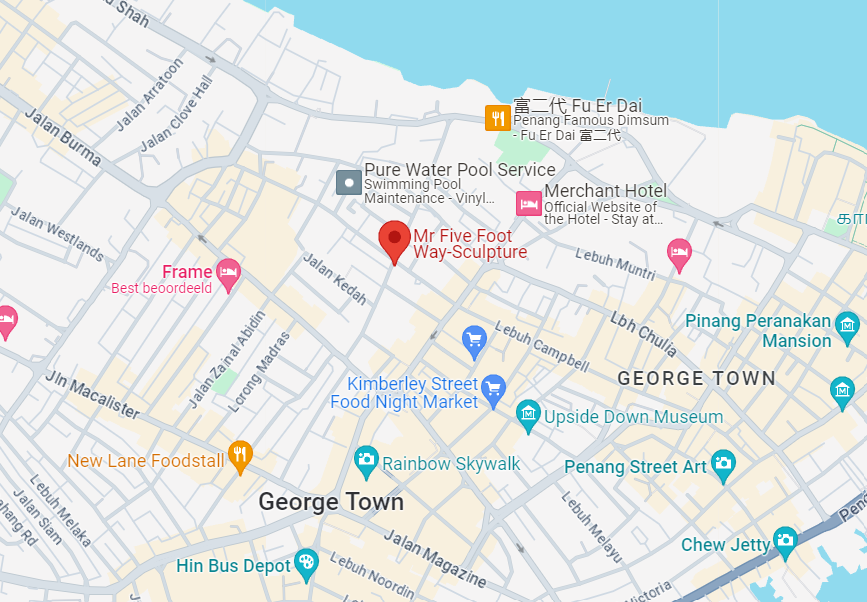 d Shah
Jalan Arratoon
Jalan Clove Hall
Jalan Burma
富二代 Fu Er Dai
Penang Famous Dimsum
- Fu Er Dai 富二代
Pure Water Pool Service
Swimming Pool
Maintenance - Vinyl...
Merchant Hotel
Official Website of
the Hotel - Stay at...
Jalan Westlands
Mr Five Foot
Way-Sculpture
Lebuh Muntri
Frame
Best beoordeeld
Jalan Kedah
Jalan Zainal Abidin
Lorong Madras
Lebuh Campbell
Lbh Chulia
Pinang Peranakan
Mansion
Jln Macalister
Kimberley Street
Food Night Market
GEORGE TOWN
Upside Down Museum
New Lane Foodstall
Rainbow Skywalk
Penang Street Art
George Town
Lebuh Melaka
Jalan Siam
ahang Rd
Jalan Magazine
Lebuh Melayu
Chew Jetty
Hin Bus Depot
Lebuh Noordin
Victoria